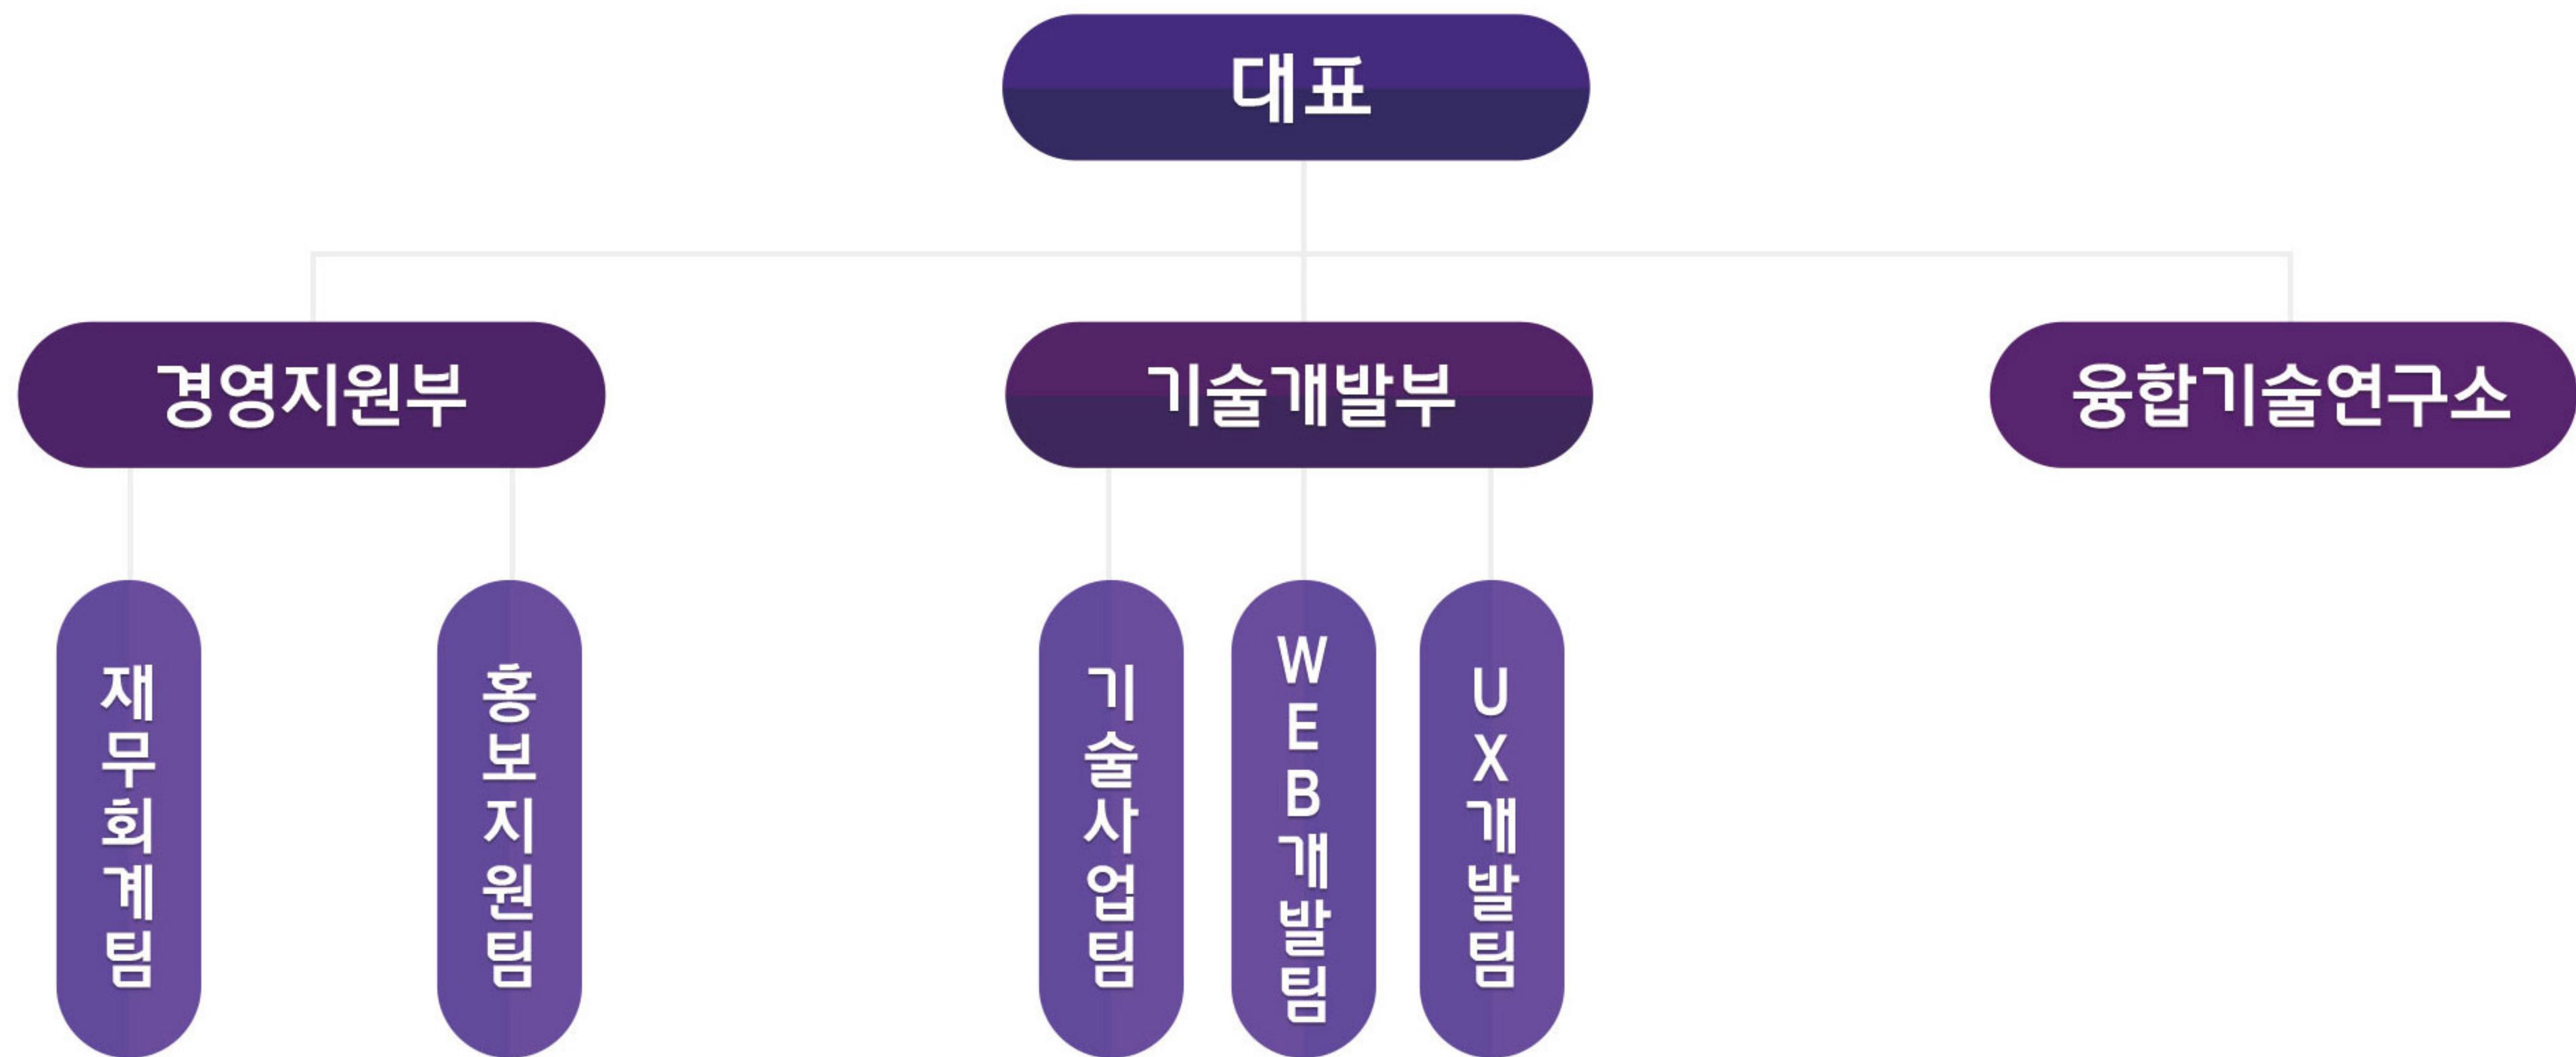 대표
경영지원부
기술개발부
융합기술연구소
재무회계팀
홍보지원팀
기술사업팀
WEB개발팀
UX개발팀